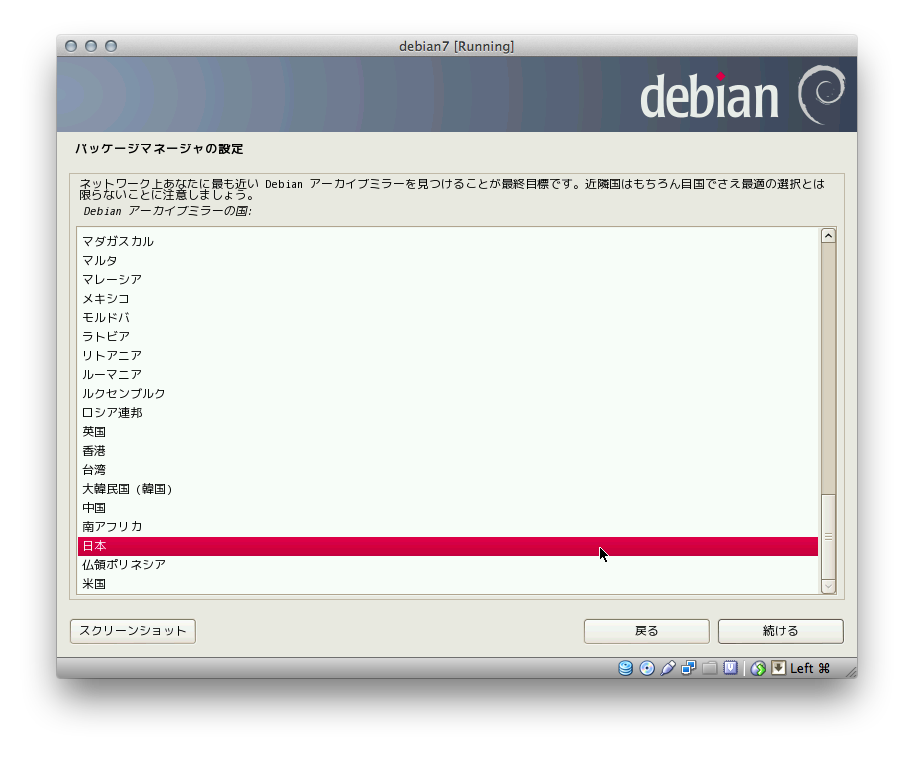 debian7 [Running]
debian
パッケージマネージャの設定
ネットワーク上あなたに最も近い Debian アーカイブミラーを見つけることが最終目標です。近隣国はもちろん自国でさえ最適の選択とは
限らないことに注意しましょう。
Debian アーカイブミラーの国:
マダガスカル
マルタ
マレーシア
メキシコ
モルドバ
ラトビア
リトアニア
ルーマニア
ルクセンブルク
ロシア連邦
英国
香港
台湾
大韓民国 (韓国)
中国
南アフリカ
日本
仏領ポリネシア
米国
スクリーンショット
戻る
続ける
Left ⌘